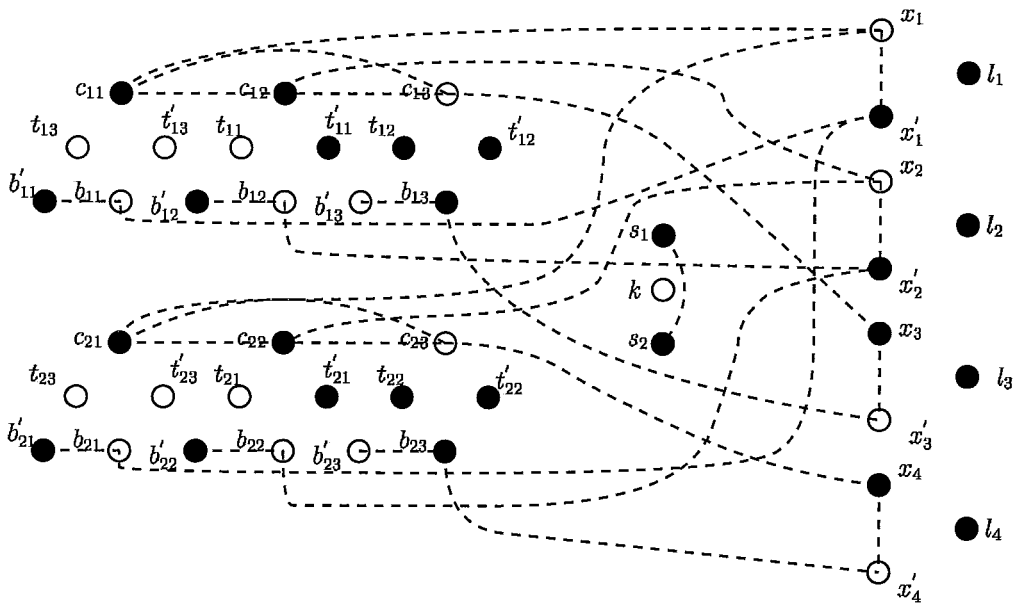 x₁
c₁₁ c₁₂ c₁₃ l₁
t₁₃ t'₁₃ t₁₁ t'₁₁ t₁₂ t'₁₂ x'₁
x₂
b'₁₁ b₁₁ b'₁₂ b₁₂ b'₁₃ b₁₃
s₁ l₂
k x'₂
c₂₁ c₂₂ c₂₃ s₂ x₃
t₂₃ t'₂₃ t₂₁ t'₂₁ t₂₂ t'₂₂ l₃
b'₂₁ b₂₁ b'₂₂ b₂₂ b'₂₃ b₂₃ x'₃
x₄
l₄
x'₄